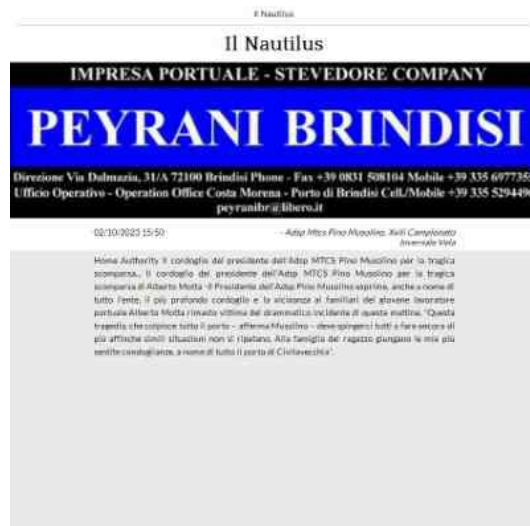 Il Nautilus
Il Nautilus
IMPRESA PORTUALE - STEVEDORE COMPANY
PEYRANI BRINDISI
Direzione Via Dalmazia, 31/A 72100 Brindisi Phone - Fax +39 0831 508104 Mobile +39 335 6977359
Ufficio Operativo - Operation Office Costa Morena - Porto di Brindisi Cell./Mobile +39 335 5294490
peyranibr@libero.it
02/10/2023 15:50
- Adsp Mtcs Pino Musolino, Xviii Campionato
Invernale Vela
Home Authority Il cordoglio del presidente dell'Adsp MTCS Pino Musolino per la tragica
scomparsa... Il cordoglio del presidente dell'Adsp MTCS Pino Musolino per la tragica
scomparsa di Alberto Motta -Il Presidente dell'Adsp Pino Musolino esprime, anche a nome di
tutto l'ente, il più profondo cordoglio e la vicinanza ai familiari del giovane lavoratore
portuale Alberto Motta rimasto vittima del drammatico incidente di questa mattina. "Questa
tragedia, che colpisce tutto il porto – afferma Musolino – deve spingerci tutti a fare ancora di
più affinché simili situazioni non si ripetano. Alla famiglia del ragazzo giungano le mie più
sentite condoglianze, a nome di tutto il porto di Civitavecchia".